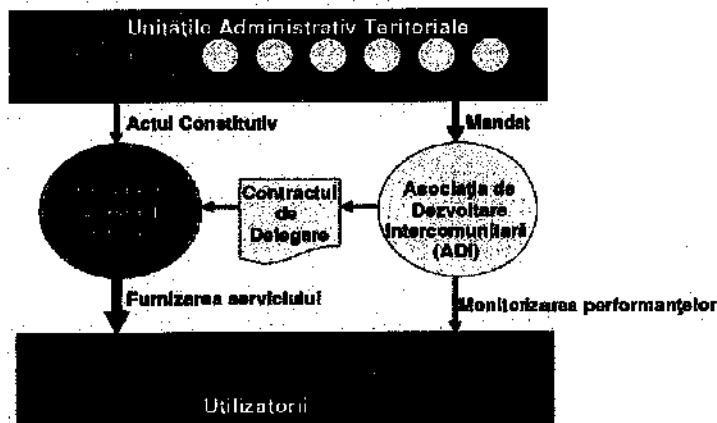 Unitățile Administrativ Teritoriale
Actul Constitutiv
Mandat
Contractul
de
Delegare
Asociația de
Dezvoltare
Intercomunitară
(ADI)
Furnizarea serviciului
Monitorizarea performanțelor
Utilizatorii